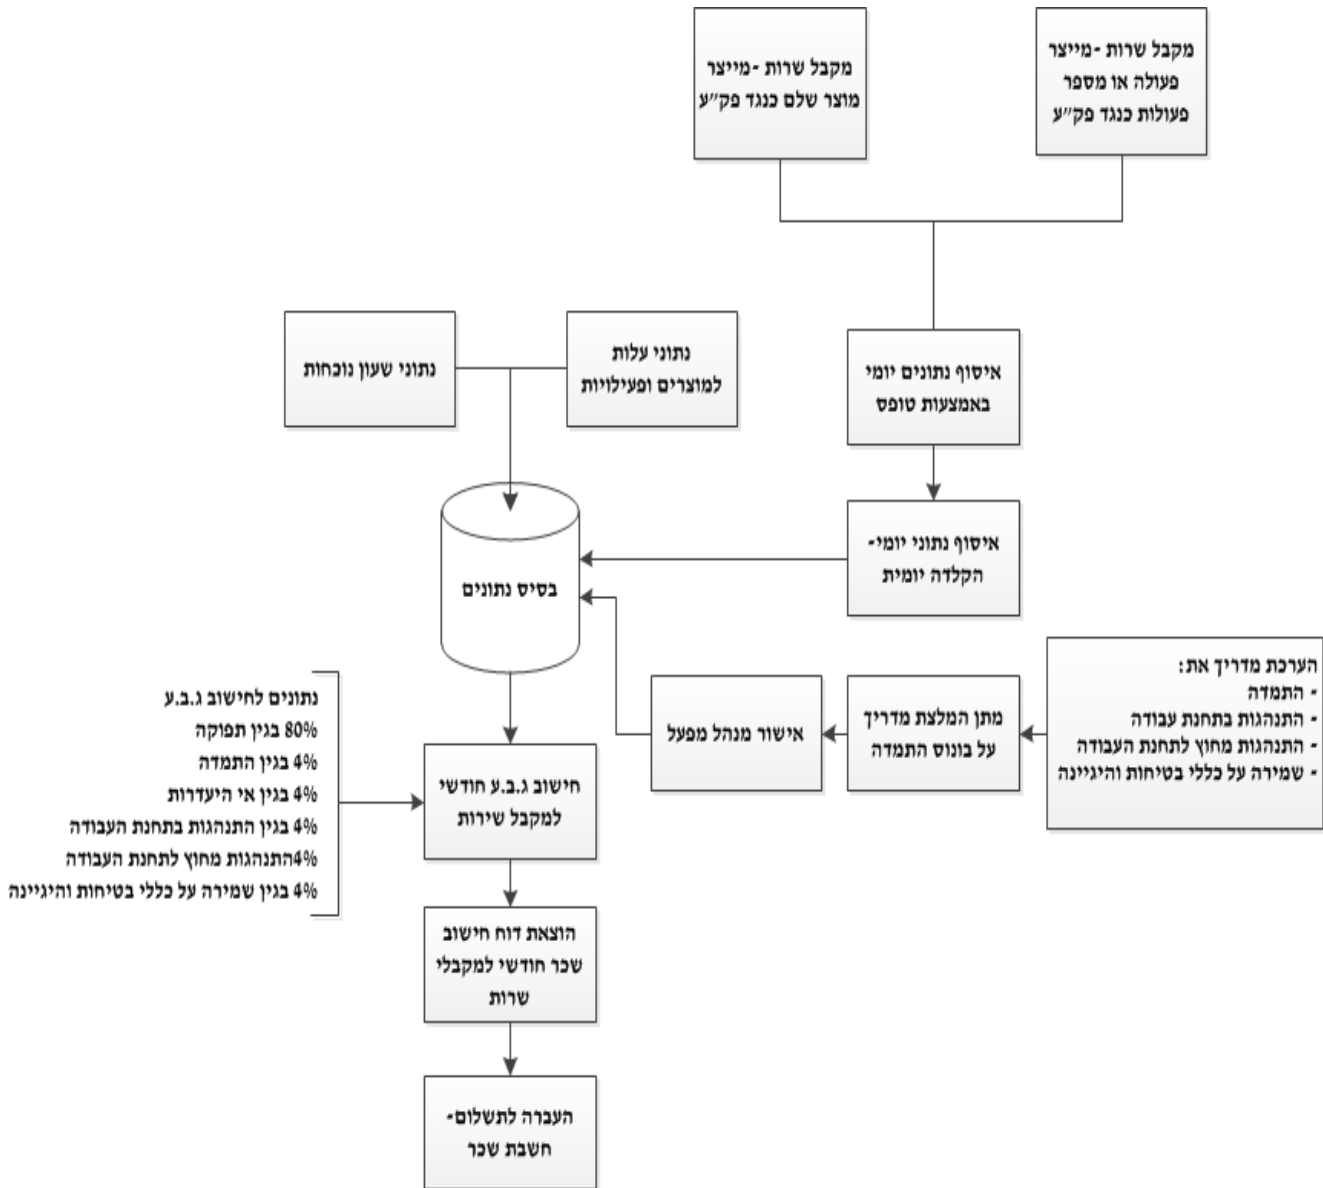 מקבל שרות -מייצר
פעולה או מספר
פעולות כנגד פק״ע
מקבל שרות -מייצר
מוצר שלם כנגד פק״ע
איסוף נתונים יומי
באמצעות טופס
נתוני עלות
למוצרים ופעילויות
נתוני שעון נוכחות
איסוף נתוני יומי-
הקלדה יומית
בסיס נתונים
הערכת מדריך את:
- התמדה
- התנהגות בתחנת עבודה
- התנהגות מחוץ לתחנת העבודה
- שמירה על כללי בטיחות והיגיינה
מתן המלצת מדריך
על בונוס התמדה
אישור מנהל מפעל
חישוב ג.ב.ע חודשי
למקבל שירות
נתונים לחישוב ג.ב.ע
80% בגין תפוקה
4% בגין התמדה
4% בגין אי היעדרות
4% בגין התנהגות בתחנת העבודה
4%התנהגות מחוץ לתחנת העבודה
4% בגין שמירה על כללי בטיחות והיגיינה
הוצאת דוח חישוב
שכר חודשי למקבלי
שרות
העברה לתשלום-
חשבת שכר